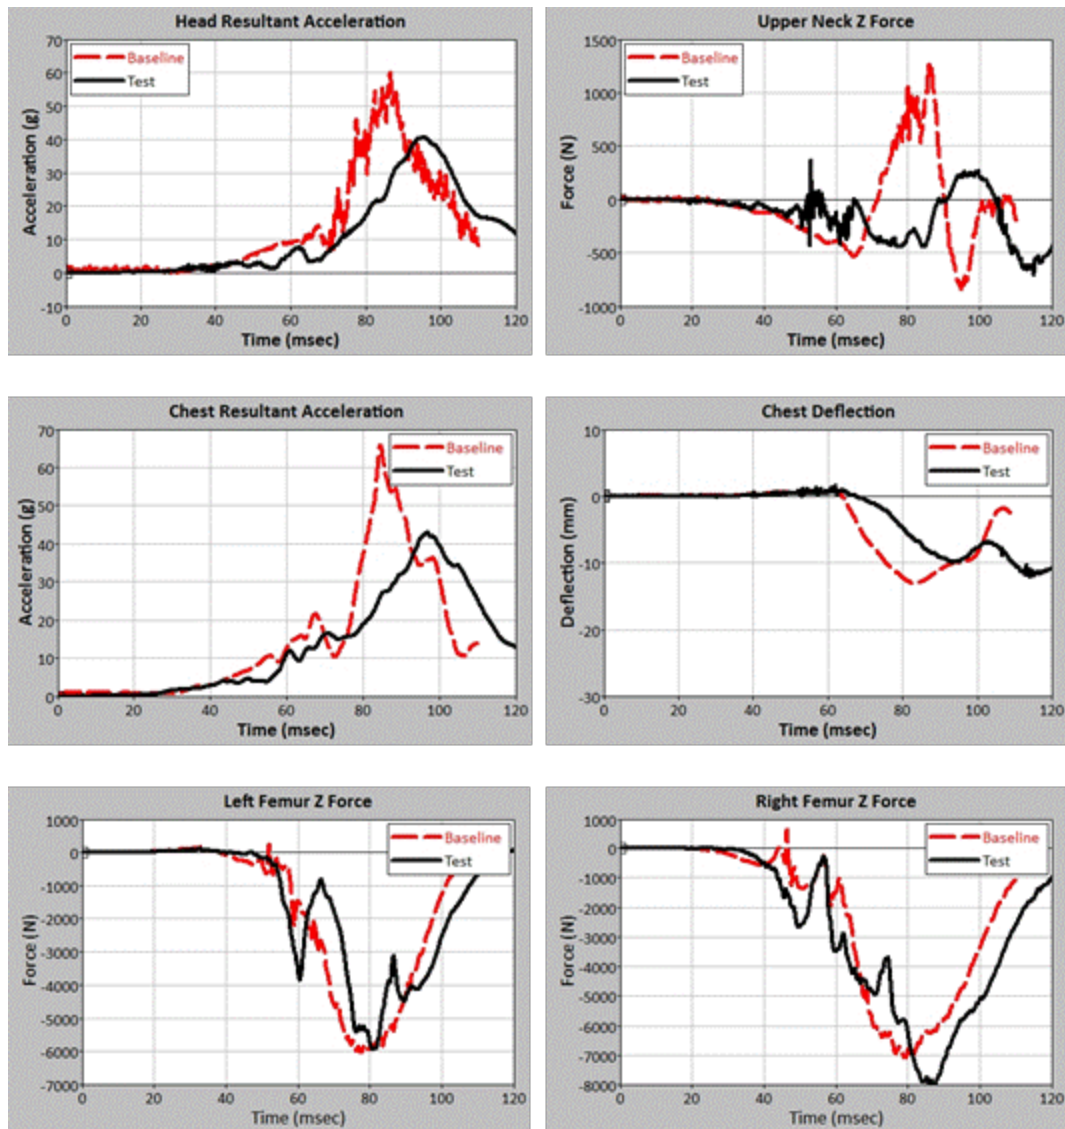 Head Resultant Acceleration
Baseline
Test
70
60
50
40
30
20
10
0
-10
Acceleration (g)
0 20 40 60 80 100 120
Time (msec)
Upper Neck Z Force
Baseline
Test
1500
1000
500
0
-500
-1000
Force (N)
0 20 40 60 80 100 120
Time (msec)
Chest Resultant Acceleration
Baseline
Test
70
60
50
40
30
20
10
0
Acceleration (g)
0 20 40 60 80 100 120
Time (msec)
Chest Deflection
Baseline
Test
10
0
-10
-20
-30
Deflection (mm)
0 20 40 60 80 100 120
Time (msec)
Left Femur Z Force
Baseline
Test
1000
0
-1000
-2000
-3000
-4000
-5000
-6000
-7000
Force (N)
0 20 40 60 80 100 120
Time (msec)
Right Femur Z Force
Baseline
Test
1000
0
-1000
-2000
-3000
-4000
-5000
-6000
-7000
-8000
Force (N)
0 20 40 60 80 100 120
Time (msec)